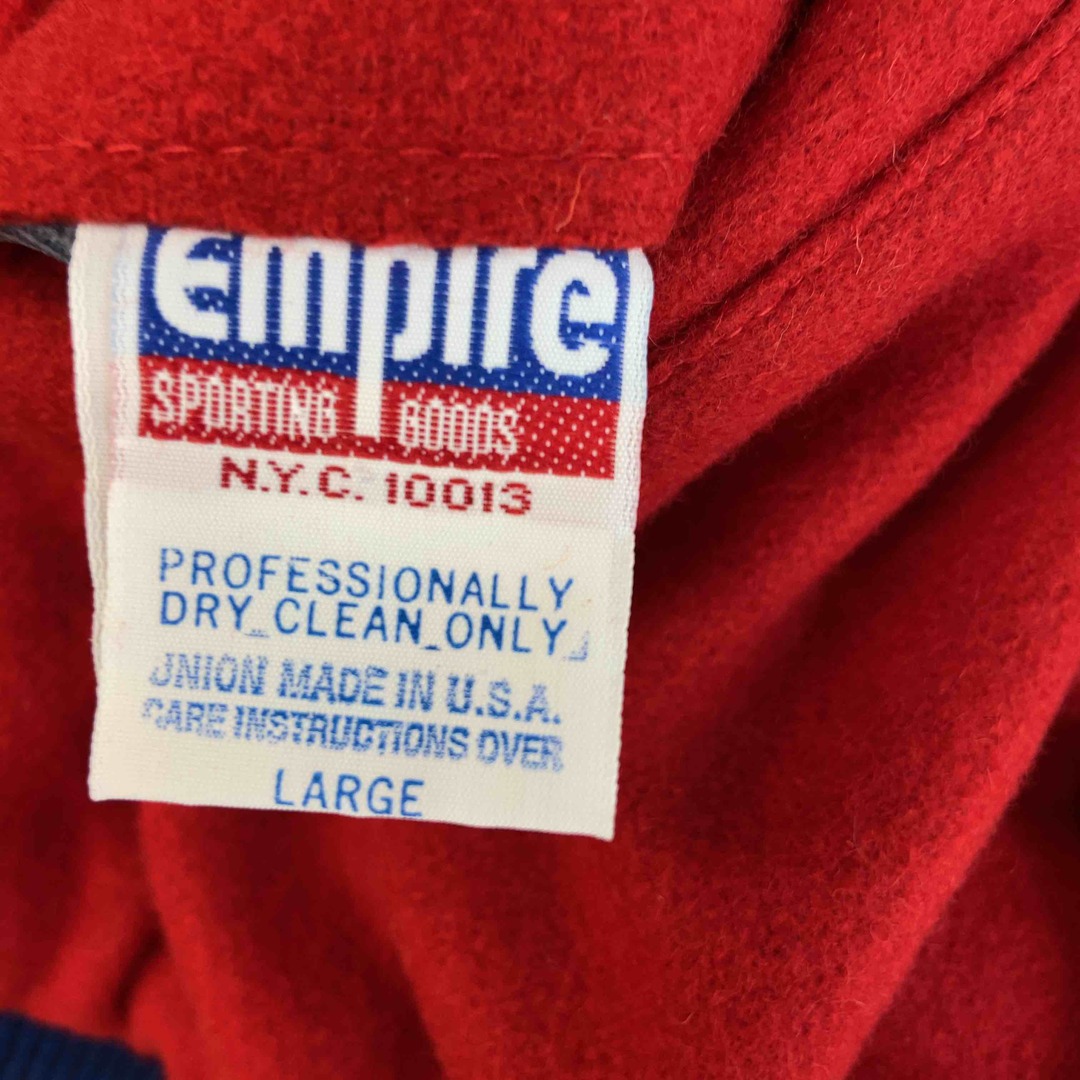 Empire
SPORTING GOODS
N.Y.C. 10013
PROFESSIONALLY
DRY CLEAN ONLY
UNION MADE IN U.S.A.
CARE INSTRUCTIONS OVER
LARGE